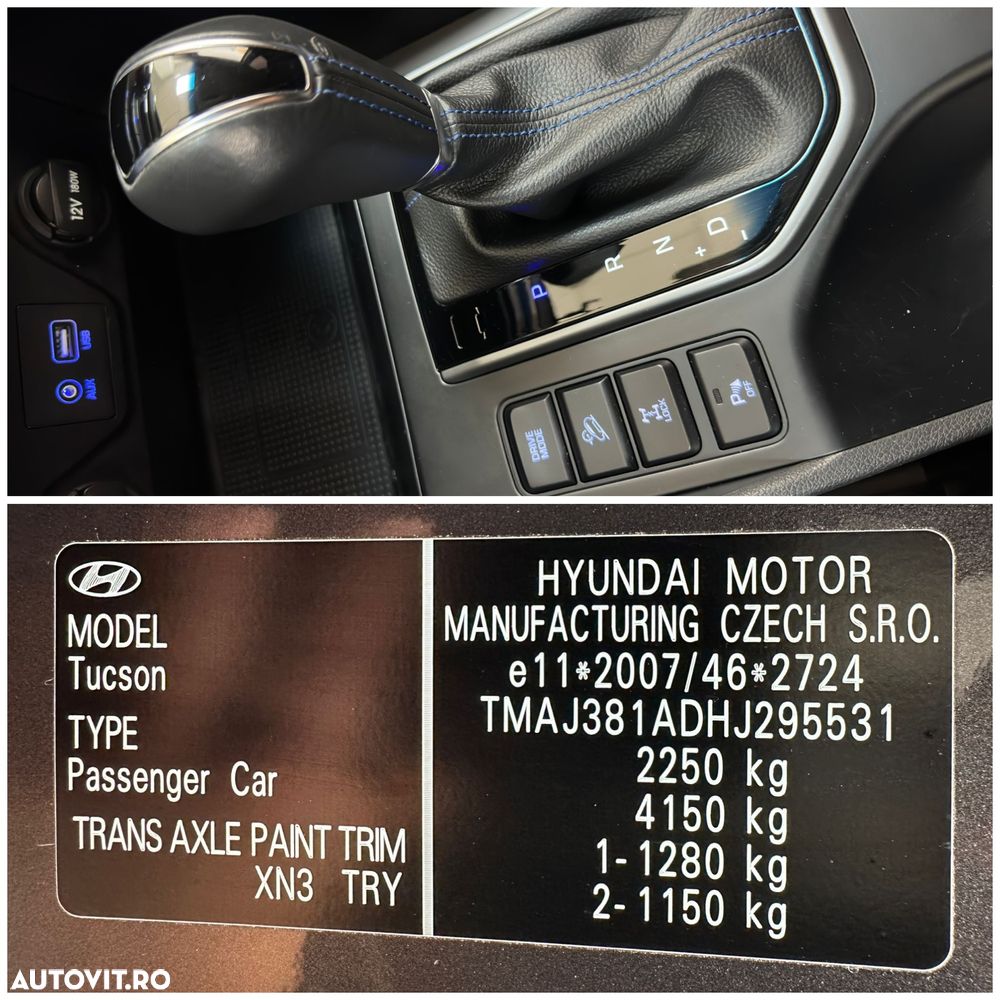 12V 180W
USB
AUX
P
R
N
+ D -
DRIVE
MODE
LOCK
P
OFF
MODEL
Tucson
TYPE
Passenger Car
TRANS AXLE PAINT TRIM
XN3 TRY
HYUNDAI MOTOR
MANUFACTURING CZECH S.R.O.
e11*2007/46*2724
TMAJ381ADHJ295531
2250 kg
4150 kg
1-1280 kg
2-1150 kg
AUTOVIT.RO